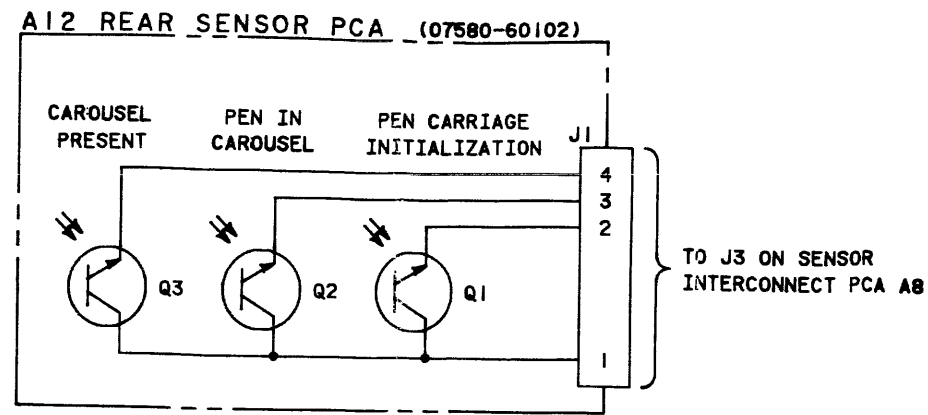 A12 REAR SENSOR PCA (07580-60102)
CAROUSEL
PRESENT
PEN IN
CAROUSEL
PEN CARRIAGE
INITIALIZATION
J1
4
3
2
1
Q3
Q2
Q1
TO J3 ON SENSOR
INTERCONNECT PCA A8